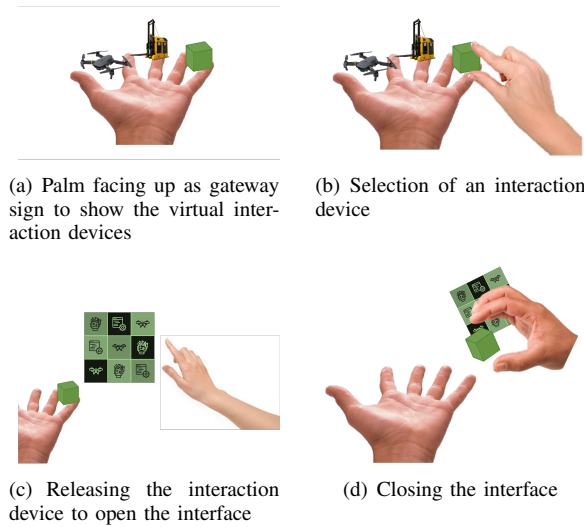 (a) Palm facing up as gateway
sign to show the virtual inter-
action devices
(b) Selection of an interaction
device
(c) Releasing the interaction
device to open the interface
(d) Closing the interface